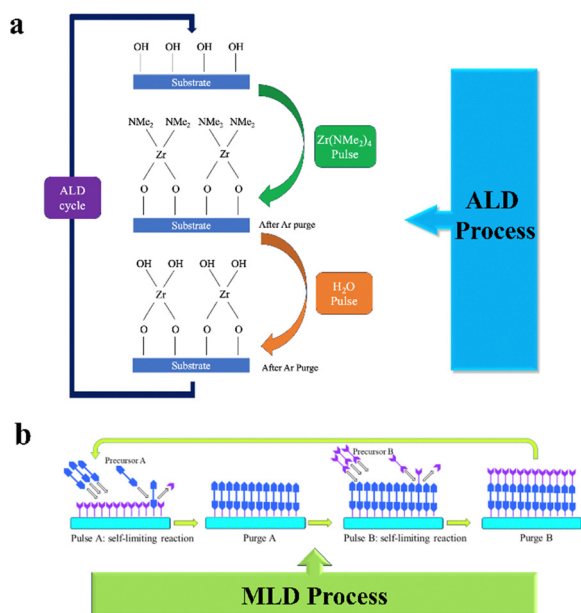 a
OH OH OH OH
Substrate
NMe₂ NMe₂ NMe₂ NMe₂
Zr Zr
O O O O
Substrate
After Ar purge
Zr(NMe₂)₄
Pulse
ALD
cycle
ALD
Process
OH OH OH OH
Zr Zr
O O O O
Substrate
After Ar Purge
H₂O
Pulse
b
Precursor A
Precursor B
Pulse A: self-limiting reaction
Purge A
Pulse B: self-limiting reaction
Purge B
MLD Process